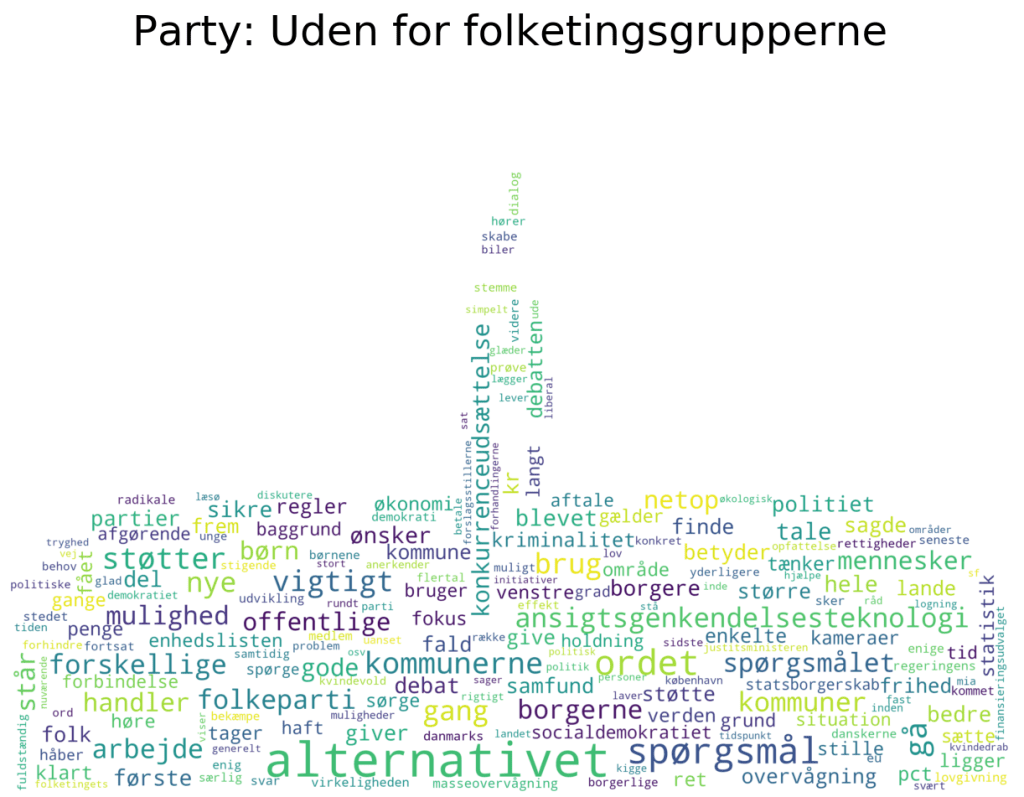 Party: Uden for folketingsgrupperne
dialog
hører
skabe
biler
stemme
simpelt
videre
ude
debatten
glæder
prøve
lægger
lever
liberal
konkurrenceudsættelse
sat
forslagsstillerne
forhandlingerne
betale
kr
langt
radikale læsø diskutere økonomi aftale netop økologisk politiet
partier sikre regler demokrati blevet gælder finde tale sagde områder
afgørende frem baggrund ønsker kriminalitet konkret lov rettigheder seneste
tryghed vej støtter børn børnene kommune brug betyder opfattelse mennesker
behov fået stigende stort anerkender muligt område yderligere tænker hjælpe sf
politiske glad del nye vigtigt flertal initiativer borgere større hele lande
gange demokratiet udvikling rundt parti bruger venstre grad inde sker råd logning statistik
stedet mulighed offentlige fokus effekt stå ansigtsgenkendelsesteknologi
tiden penge enhedslisten medlem fald række give holdning sidste enkelte kameraer enige tid
forhindre fortsat samtidig problem uanset osv politisk justitsministeren
står nuværende forskellige spørge gode kommunerne politik ordet spørgsmålet regeringens
forbindelse kvindevold debat sager samfund personer københavn statsborgerskab frihed mia
handler folkeparti sørge rigtigt laver støtte kommuner inden kommet fast
ord viser bekæmpe muligheder gang borgerne verden grund situation bedre finansieringsudvalget
fuldstændig folk høre tager haft giver danmarks landet socialdemokratiet tidspunkt danskerne sætte
håber arbejde generelt alternativet spørgsmål stille eu gå kvindedrab
klart første enig særlig svar kigge ret overvågning pct ligger lovgivning
folketingets unge virkeligheden masseovervågning borgerlige svært